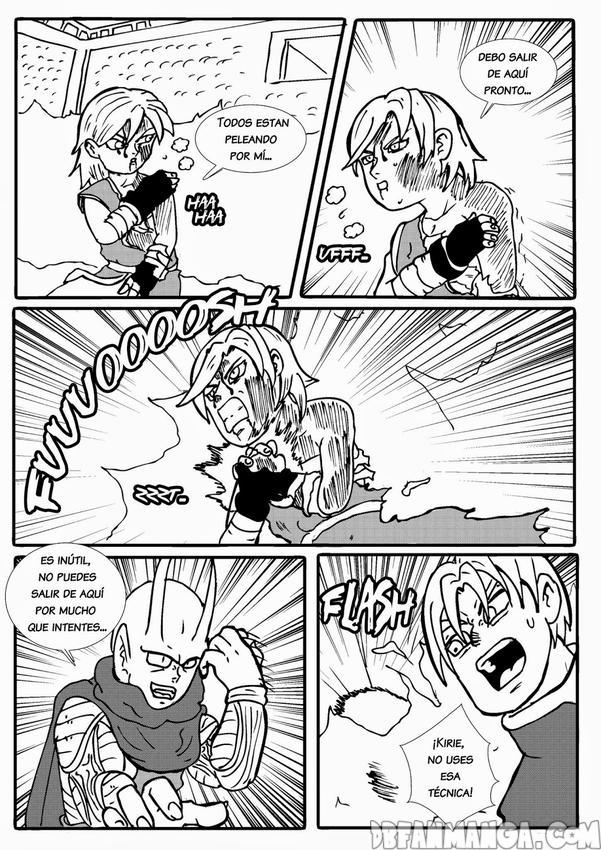 TODOS ESTAN
PELEANDO
POR MÍ...
HAA
HAA
DEBO SALIR
DE AQUÍ
PRONTO...
UFFF.
FUUUVOOOOOSH
ZZZT.
ES INÚTIL,
NO PUEDES
SALIR DE AQUÍ
POR MUCHO
QUE INTENTES...
FLASH
¡KIRIE,
NO USES
ESA
TÉCNICA!
DBFANMANGA.COM